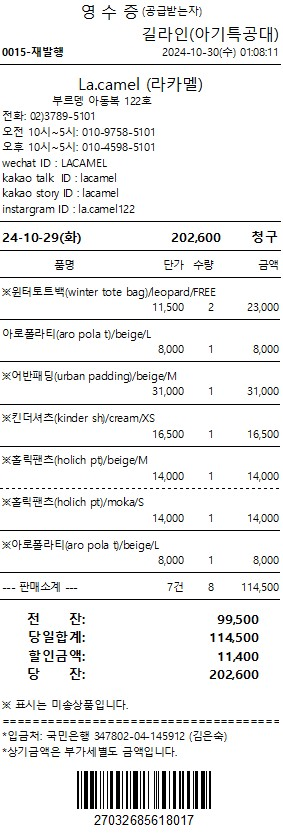 영 수 증 (공급받는자)
길라인(아기특공대)
0015-재발행 2024-10-30(수) 01:08:11
La.camel (라카멜)
부르뎅 아동복 122호
전화: 02)3789-5101
오전 10시~5시: 010-9758-5101
오후 10시~5시: 010-4598-5101
wechat ID : LACAMEL
kakao talk ID : lacamel
kakao story ID : lacamel
instargram ID : la.camel122
24-10-29(화) 202,600 청구
품명 단가 수량 금액
※윈터토트백(winter tote bag)/leopard/FREE
11,500 2 23,000
아로폴라티(aro pola t)/beige/L
8,000 1 8,000
※어반패딩(urban padding)/beige/M
31,000 1 31,000
※킨더셔츠(kinder sh)/cream/XS
16,500 1 16,500
※홀릭팬츠(holich pt)/beige/M
14,000 1 14,000
※홀릭팬츠(holich pt)/moka/S
14,000 1 14,000
※아로폴라티(aro pola t)/beige/L
8,000 1 8,000
--- 판매소계 --- 7건 8 114,500
전 잔: 99,500
당일합계: 114,500
할인금액: 11,400
당 잔: 202,600
※ 표시는 미송상품입니다.
*입금처: 국민은행 347802-04-145912 (김은숙)
*상기금액은 부가세별도 금액입니다.
27032685618017